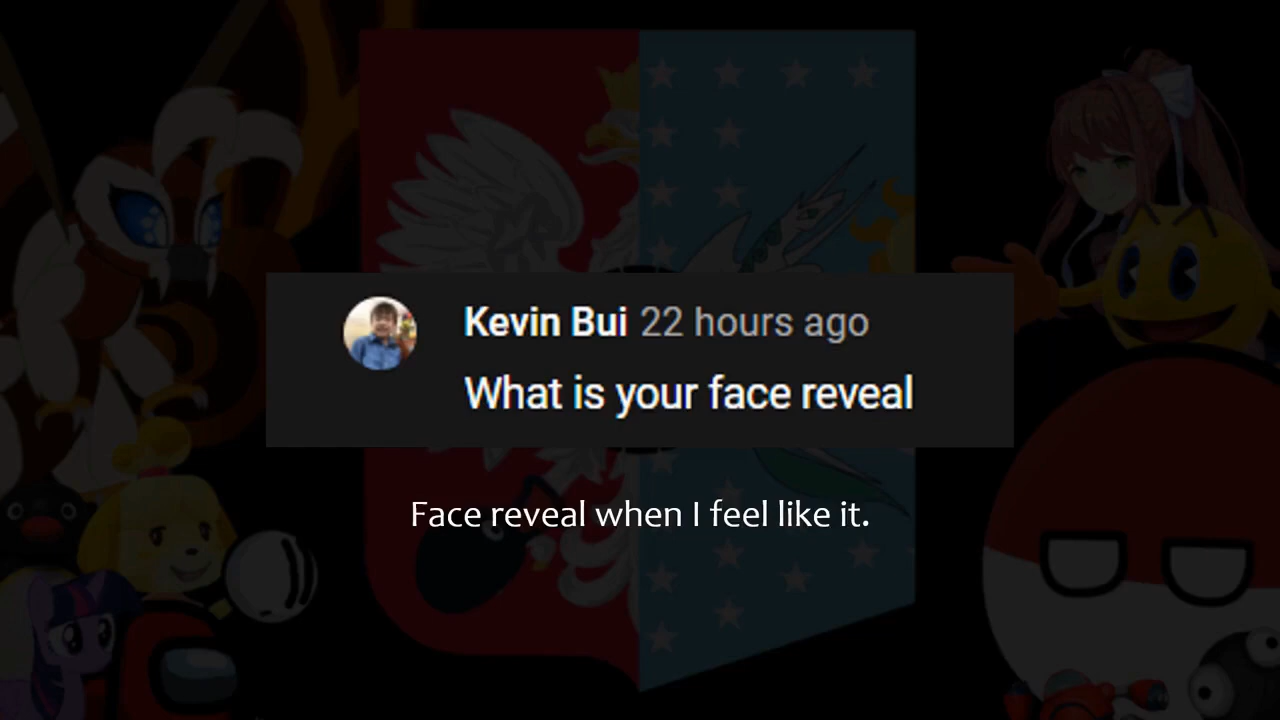 Kevin Bui 22 hours ago
What is your face reveal
Face reveal when I feel like it.